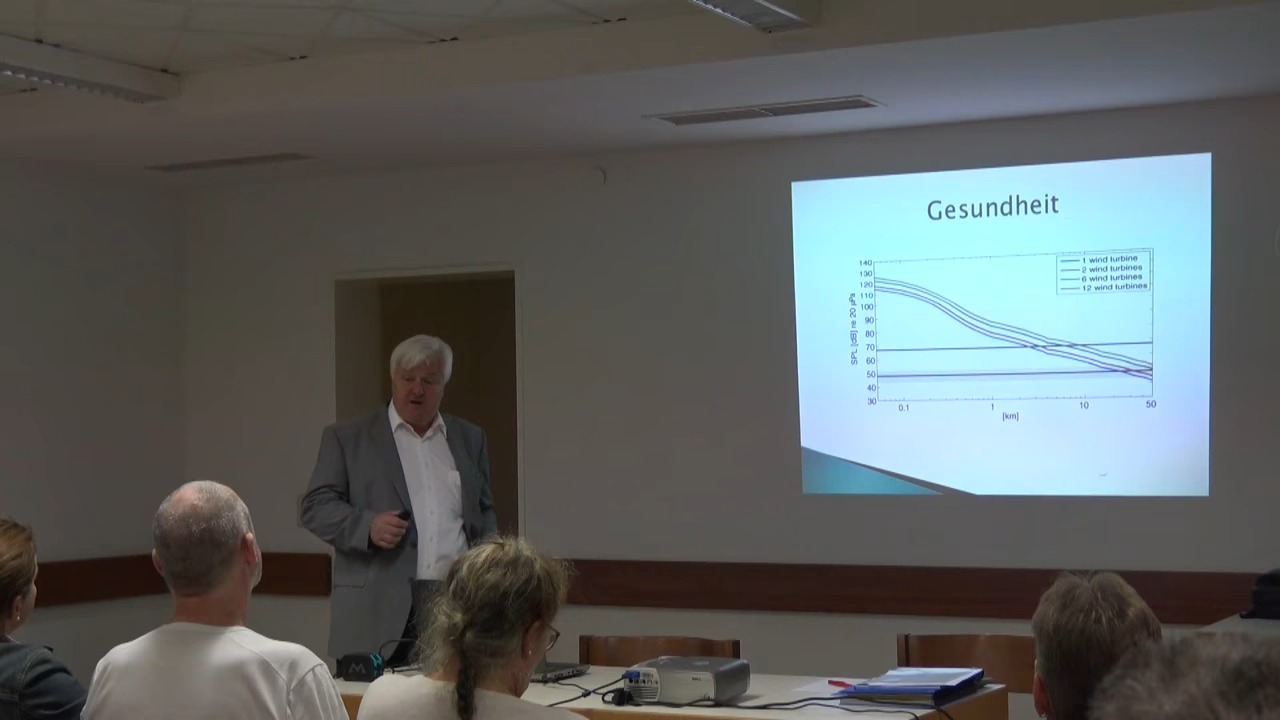 Gesundheit
140
130
120
110
100
90
80
70
60
50
40
30
SPL [dB] re 20 µPa
1 wind turbine
2 wind turbines
6 wind turbines
12 wind turbines
0.1
1
10
50
[km]
W